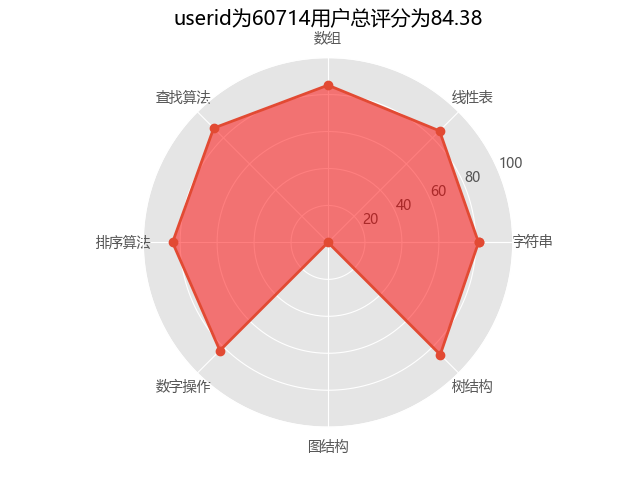 userid为60714用户总评分为84.38
数组
查找算法
线性表
100
80
60
40
20
排序算法
字符串
数字操作
树结构
图结构